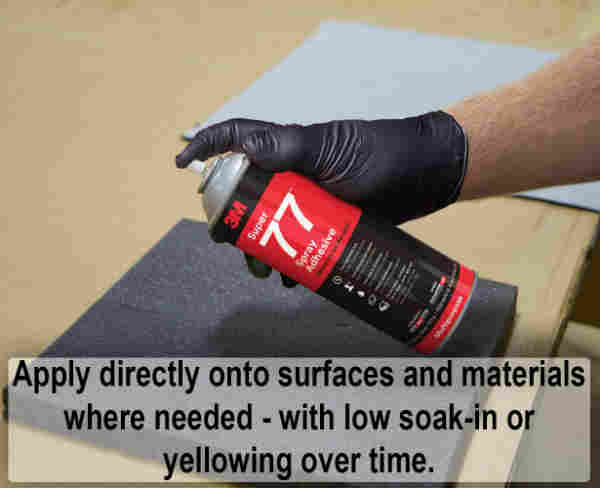 3M
Super
77
Spray
Adhesive
Multipurpose
Apply directly onto surfaces and materials
where needed - with low soak-in or
yellowing over time.